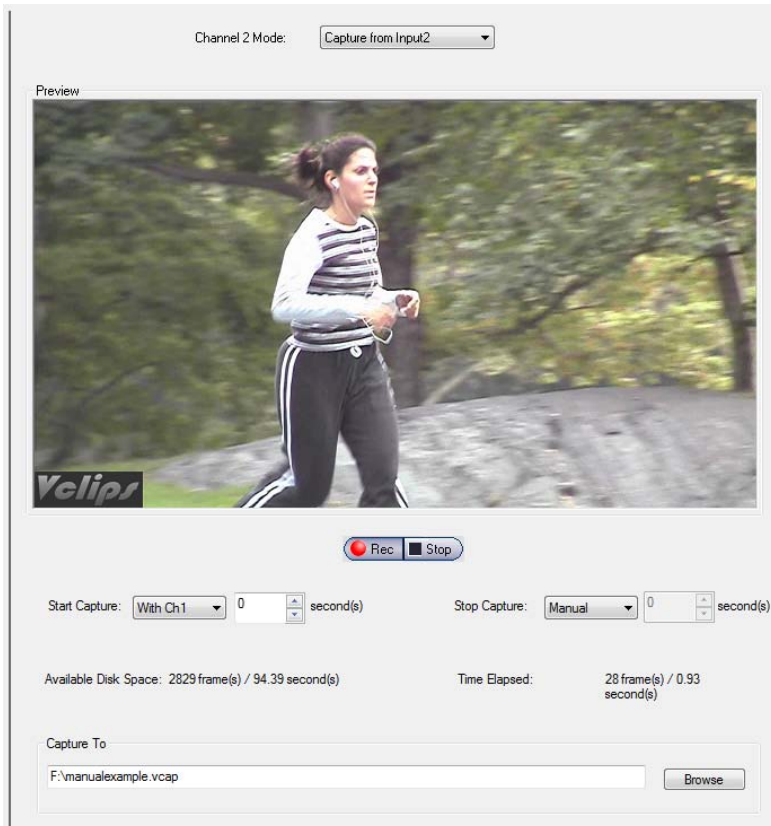 Channel 2 Mode: Capture from Input2
Preview
Vclips
Rec Stop
Start Capture: With Ch1 0 second(s) Stop Capture: Manual 0 second(s)
Available Disk Space: 2829 frame(s) / 94.39 second(s) Time Elapsed: 28 frame(s) / 0.93
second(s)
Capture To
F:\manualexample.vcap Browse